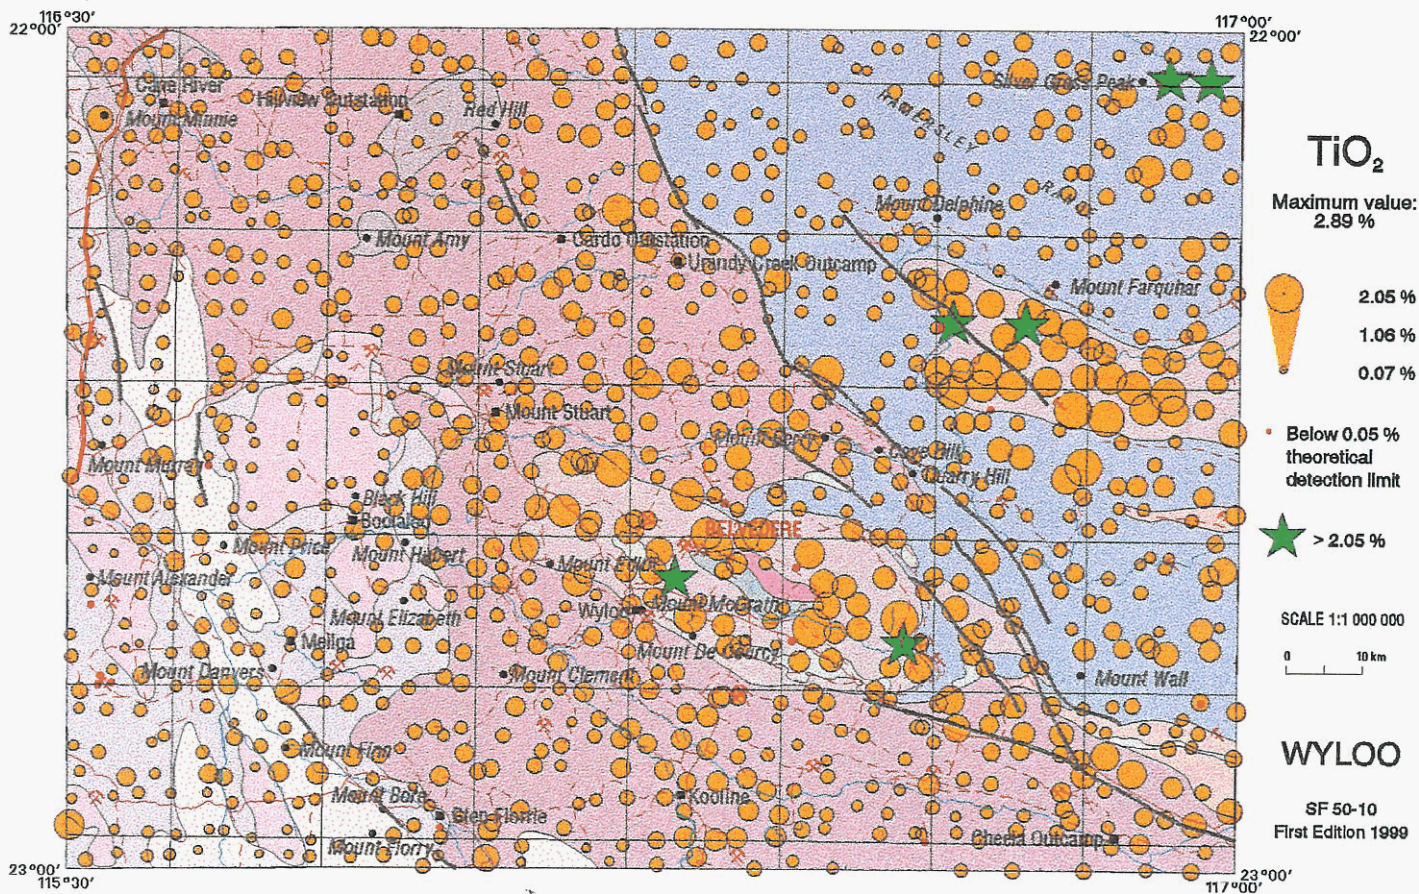 116°30′
117°00′
22°00′
22°00′
Silver Grass Peak
Cane River
Hillview Outstation
Red Hill
Mount Minnie
HAMERSLEY
RANGE
Mount Delphine
Mount Amy
Cardo Outstation
Urandy Creek Outcamp
Mount Farquhar
Mount Stuart
Mount Stuart
Cave Hill
Quarry Hill
Mount Murray
Black Hill
BELVEDERE
Mount Price
Mount Hubert
Mount Alexander
Mount Elizabeth
Wyloo
Mount McGrath
Mellga
Mount De Courcy
Mount Danvers
Mount Clement
Mount Wall
Mount Finn
Mount Bore
Glen Florrie
Kooline
Mount Florry
Cheela Outcamp
23°00′
115°30′
23°00′
117°00′
TiO2
Maximum value:
2.89 %
2.05 %
1.06 %
0.07 %
Below 0.05 %
theoretical
detection limit
> 2.05 %
SCALE 1:1 000 000
0 10 km
WYLOO
SF 50-10
First Edition 1999